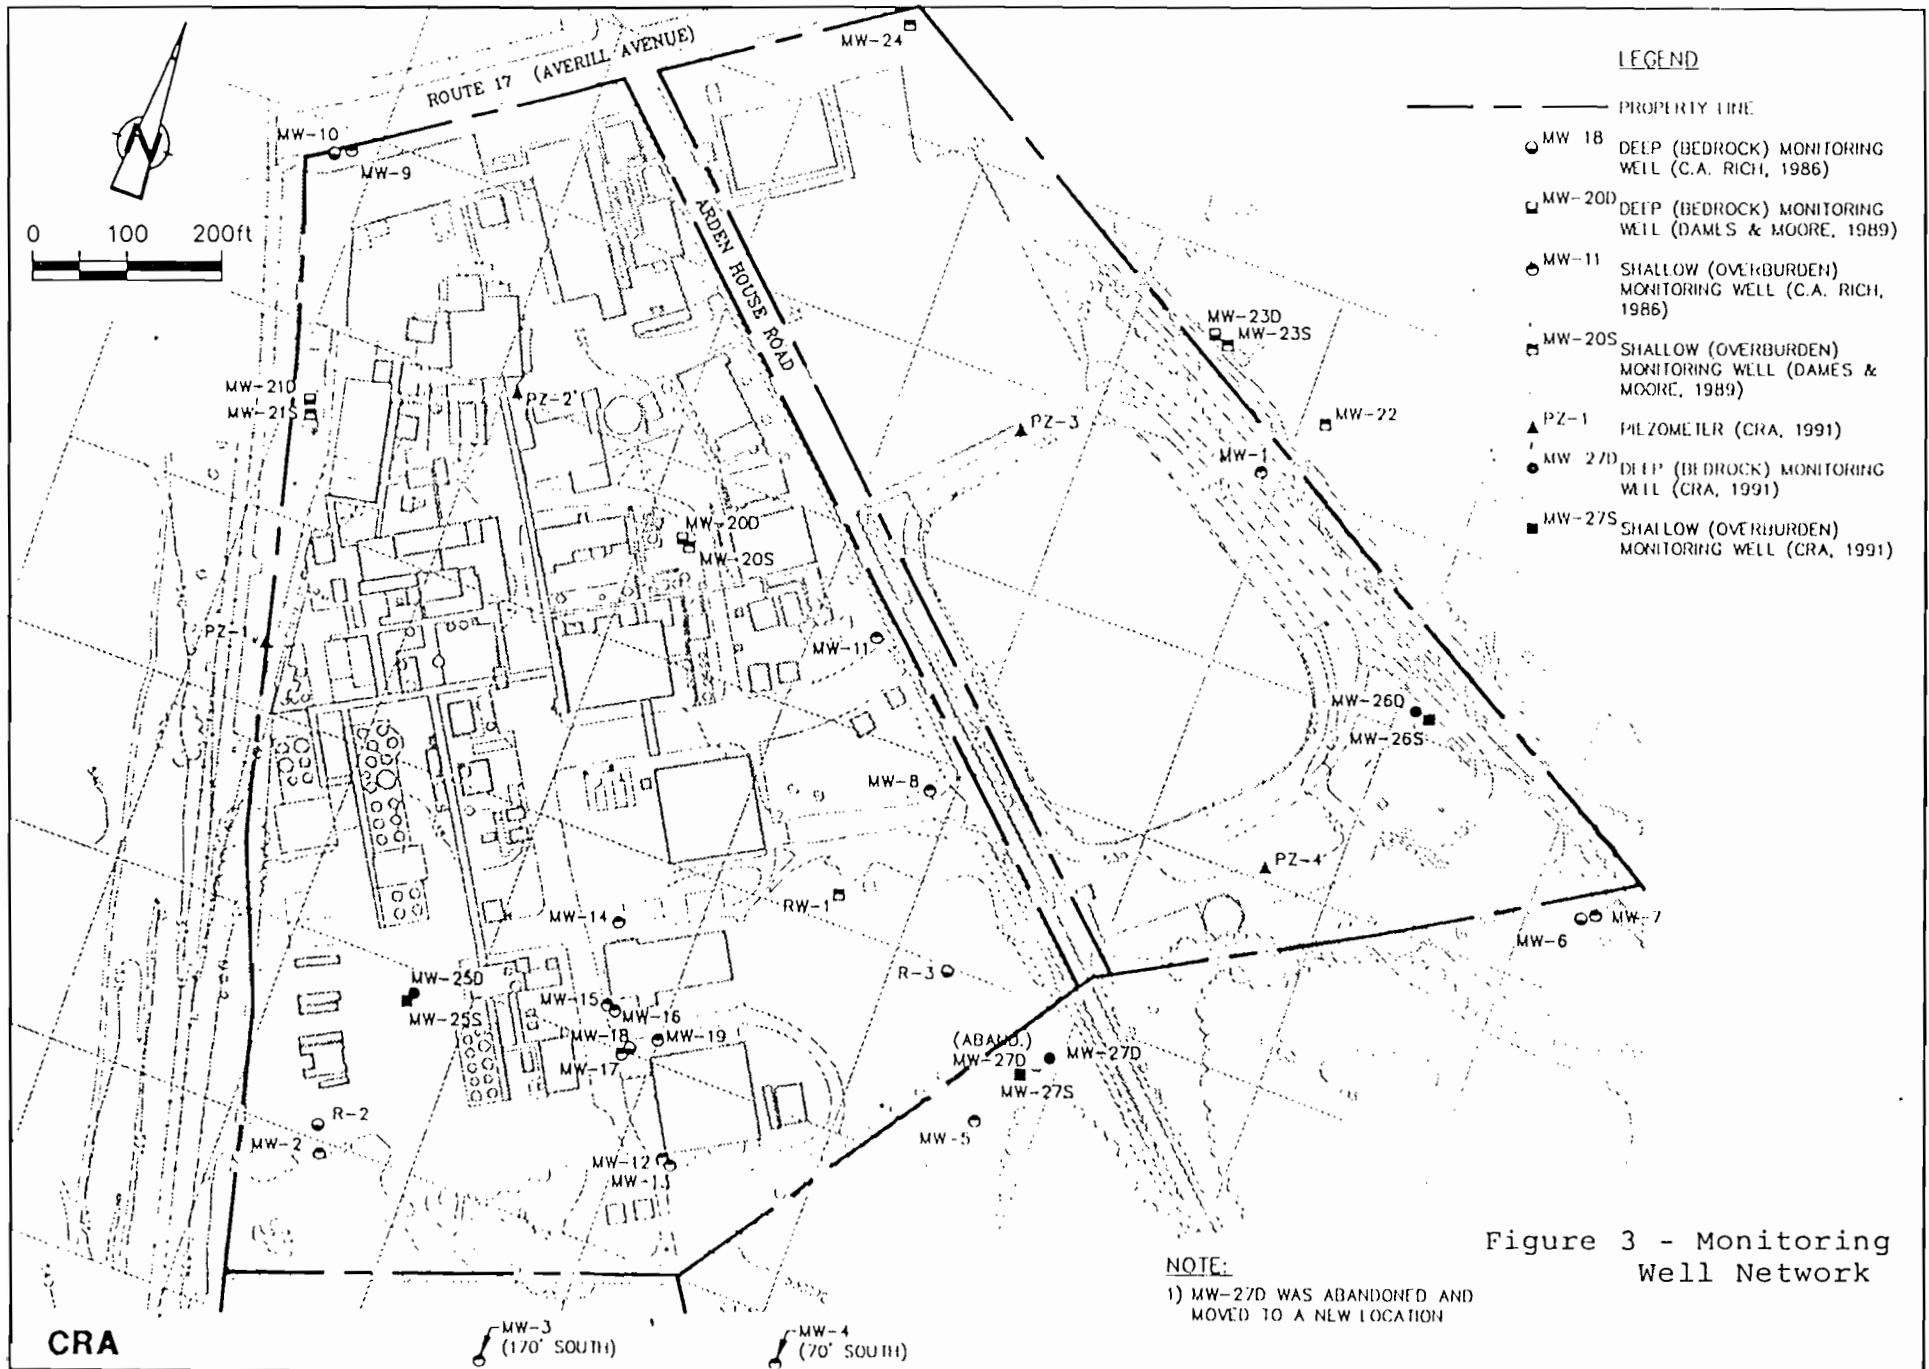 ROUTE 17 (AVERILL AVENUE)
MW-24
MW-10
MW-9
N
0 100 200ft
ARDEN HOUSE ROAD
MW-23D
MW-23S
MW-21D
MW-21S
PZ-2
PZ-3
MW-22
MW-1
MW-20D
MW-20S
PZ-1
MW-11
MW-26D
MW-26S
MW-8
PZ-4
RW-1
MW-14
MW-7
MW-6
R-3
MW-25D
MW-25S
MW-15
MW-16
MW-18
MW-19
MW-17
(ABAND.)
MW-27D
MW-27D
MW-27S
R-2
MW-2
MW-5
MW-12
MW-3
(170' SOUTH)
MW-4
(70' SOUTH)
CRA
LEGEND
PROPERTY LINE
MW 18 DEEP (BEDROCK) MONITORING
WELL (C.A. RICH, 1986)
MW-20D DEEP (BEDROCK) MONITORING
WELL (DAMES & MOORE, 1989)
MW-11 SHALLOW (OVERBURDEN)
MONITORING WELL (C.A. RICH,
1986)
MW-20S SHALLOW (OVERBURDEN)
MONITORING WELL (DAMES &
MOORE, 1989)
PZ-1 PIEZOMETER (CRA, 1991)
MW 27D DEEP (BEDROCK) MONITORING
WELL (CRA, 1991)
MW-27S SHALLOW (OVERBURDEN)
MONITORING WELL (CRA, 1991)
NOTE:
1) MW-27D WAS ABANDONED AND
MOVED TO A NEW LOCATION
Figure 3 - Monitoring
Well Network